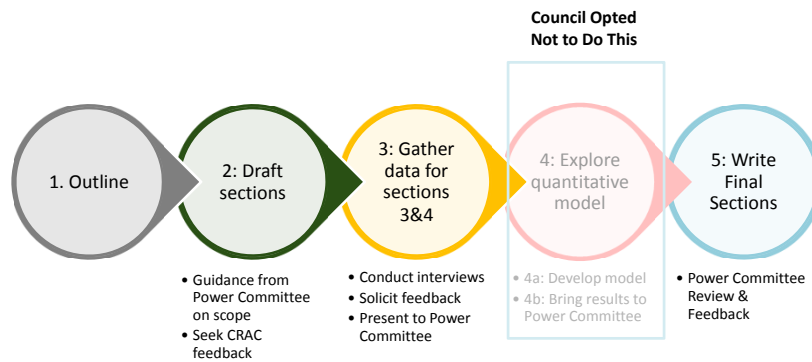 Council Opted
Not to Do This
1. Outline
2: Draft
sections
3: Gather
data for
sections
3&4
4: Explore
quantitative
model
5: Write
Final
Sections
• Guidance from
Power Committee
on scope
• Seek CRAC
feedback
• Conduct interviews
• Solicit feedback
• Present to Power
Committee
• 4a: Develop model
• 4b: Bring results to
Power Committee
• Power Committee
Review &
Feedback